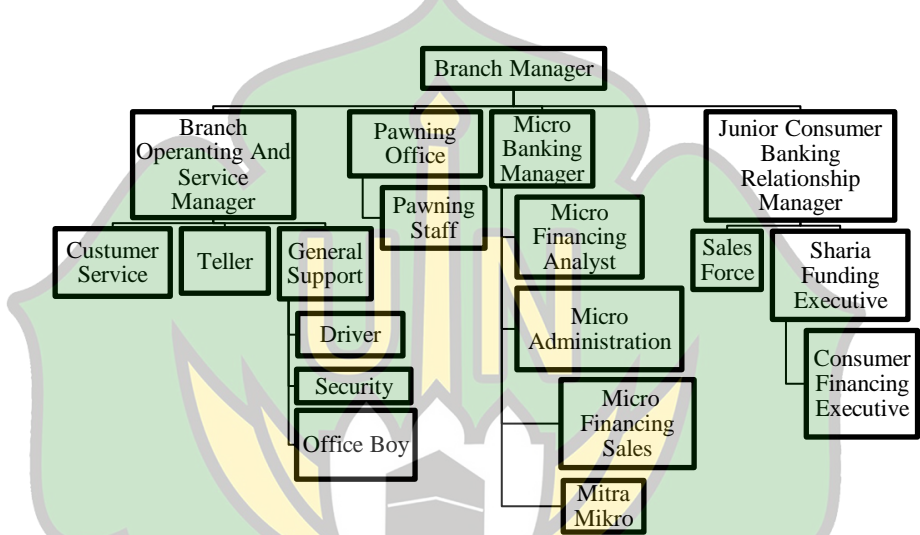 Branch Manager
Branch
Operanting And
Service
Manager
Pawning
Office
Micro
Banking
Manager
Junior Consumer
Banking
Relationship
Manager
Custumer
Service
Teller
General
Support
Pawning
Staff
Micro
Financing
Analyst
Sales
Force
Sharia
Funding
Executive
Driver
Security
Office Boy
Micro
Administration
Micro
Financing
Sales
Mitra
Mikro
Consumer
Financing
Executive
UIN